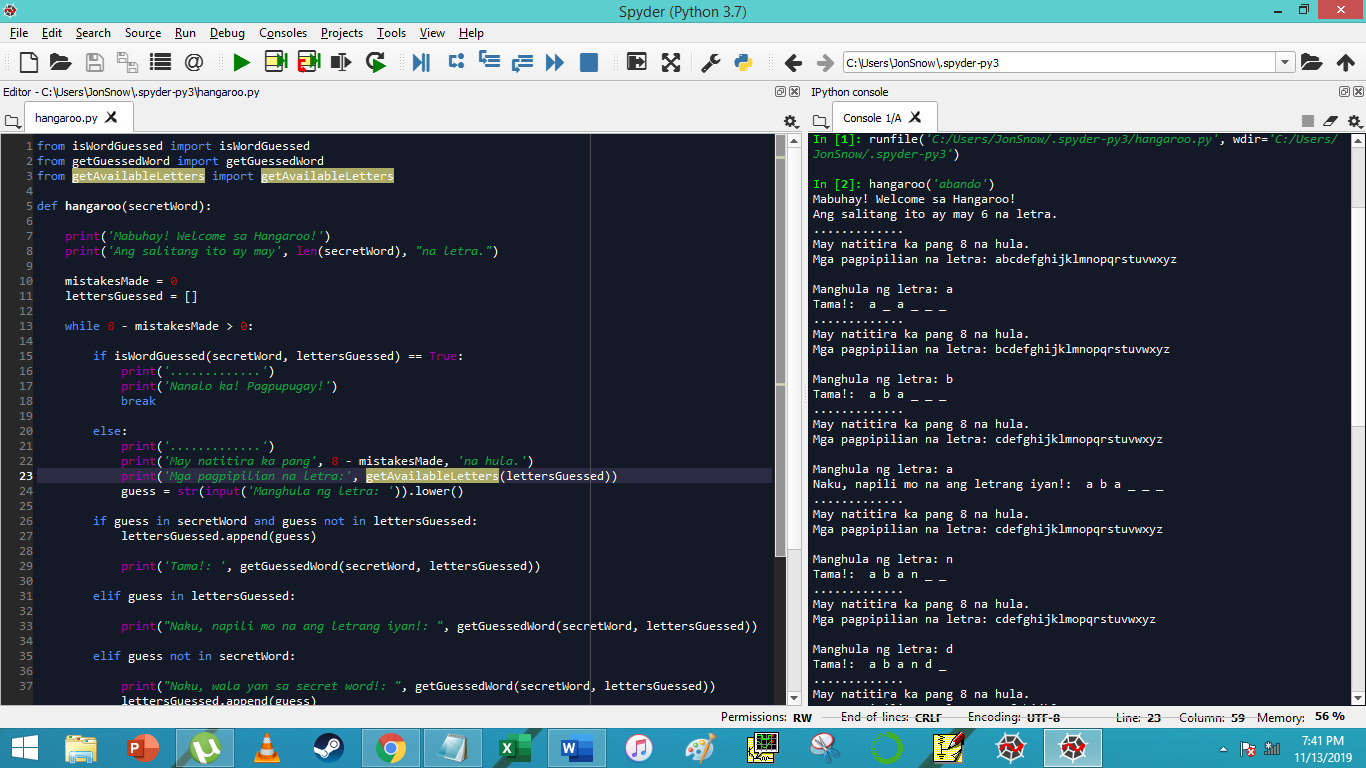 Spyder (Python 3.7)
File Edit Search Source Run Debug Consoles Projects Tools View Help
C:\Users\JonSnow\.spyder-py3
Editor - C:\Users\JonSnow\.spyder-py3\hangaroo.py
hangaroo.py
1 from isWordGuessed import isWordGuessed
2 from getGuessedWord import getGuessedWord
3 from getAvailableLetters import getAvailableLetters
4
5 def hangaroo(secretWord):
6
7     print('Mabuhay! Welcome sa Hangaroo!')
8     print('Ang salitang ito ay may', len(secretWord), "na letra.")
9
10     mistakesMade = 0
11     lettersGuessed = []
12
13     while 8 - mistakesMade > 0:
14
15         if isWordGuessed(secretWord, lettersGuessed) == True:
16             print('.............')
17             print('Nanalo ka! Pagpupugay!')
18             break
19
20         else:
21             print('.............')
22             print('May natitira ka pang', 8 - mistakesMade, 'na hula.')
23             print('Mga pagpipilian na letra:', getAvailableLetters(lettersGuessed))
24             guess = str(input('Manghula ng letra: ')).lower()
25
26         if guess in secretWord and guess not in lettersGuessed:
27             lettersGuessed.append(guess)
28
29             print('Tama!: ', getGuessedWord(secretWord, lettersGuessed))
30
31         elif guess in lettersGuessed:
32
33             print("Naku, napili mo na ang letrang iyan!: ", getGuessedWord(secretWord, lettersGuessed))
34
35         elif guess not in secretWord:
36
37             print("Naku, wala yan sa secret word!: ", getGuessedWord(secretWord, lettersGuessed))
lettersGuessed.append(guess)
IPython console
Console 1/A
In [1]: runfile('C:/Users/JonSnow/.spyder-py3/hangaroo.py', wdir='C:/Users/
JonSnow/.spyder-py3')
In [2]: hangaroo('abando')
Mabuhay! Welcome sa Hangaroo!
Ang salitang ito ay may 6 na letra.
.............
May natitira ka pang 8 na hula.
Mga pagpipilian na letra: abcdefghijklmnopqrstuvwxyz
Manghula ng letra: a
Tama!:  a _ a _ _ _
.............
May natitira ka pang 8 na hula.
Mga pagpipilian na letra: bcdefghijklmnopqrstuvwxyz
Manghula ng letra: b
Tama!:  a b a _ _ _
.............
May natitira ka pang 8 na hula.
Mga pagpipilian na letra: cdefghijklmnopqrstuvwxyz
Manghula ng letra: a
Naku, napili mo na ang letrang iyan!:  a b a _ _ _
.............
May natitira ka pang 8 na hula.
Mga pagpipilian na letra: cdefghijklmnopqrstuvwxyz
Manghula ng letra: n
Tama!:  a b a n _ _
.............
May natitira ka pang 8 na hula.
Mga pagpipilian na letra: cdefghijklmopqrstuvwxyz
Manghula ng letra: d
Tama!:  a b a n d _
.............
May natitira ka pang 8 na hula.
Permissions: RW End-of-lines: CRLF Encoding: UTF-8 Line: 23 Column: 59 Memory: 56 %
7:41 PM
11/13/2019